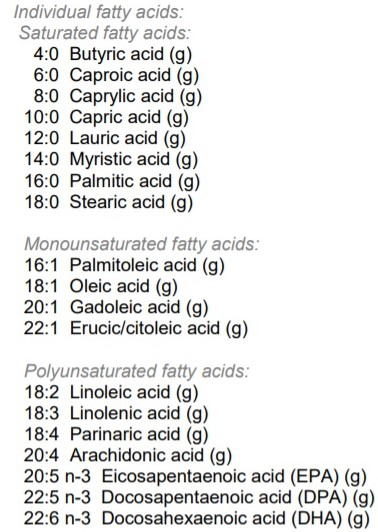 Individual fatty acids:
Saturated fatty acids:
4:0 Butyric acid (g)
6:0 Caproic acid (g)
8:0 Caprylic acid (g)
10:0 Capric acid (g)
12:0 Lauric acid (g)
14:0 Myristic acid (g)
16:0 Palmitic acid (g)
18:0 Stearic acid (g)
Monounsaturated fatty acids:
16:1 Palmitoleic acid (g)
18:1 Oleic acid (g)
20:1 Gadoleic acid (g)
22:1 Erucic/citoleic acid (g)
Polyunsaturated fatty acids:
18:2 Linoleic acid (g)
18:3 Linolenic acid (g)
18:4 Parinaric acid (g)
20:4 Arachidonic acid (g)
20:5 n-3 Eicosapentaenoic acid (EPA) (g)
22:5 n-3 Docosapentaenoic acid (DPA) (g)
22:6 n-3 Docosahexaenoic acid (DHA) (g)